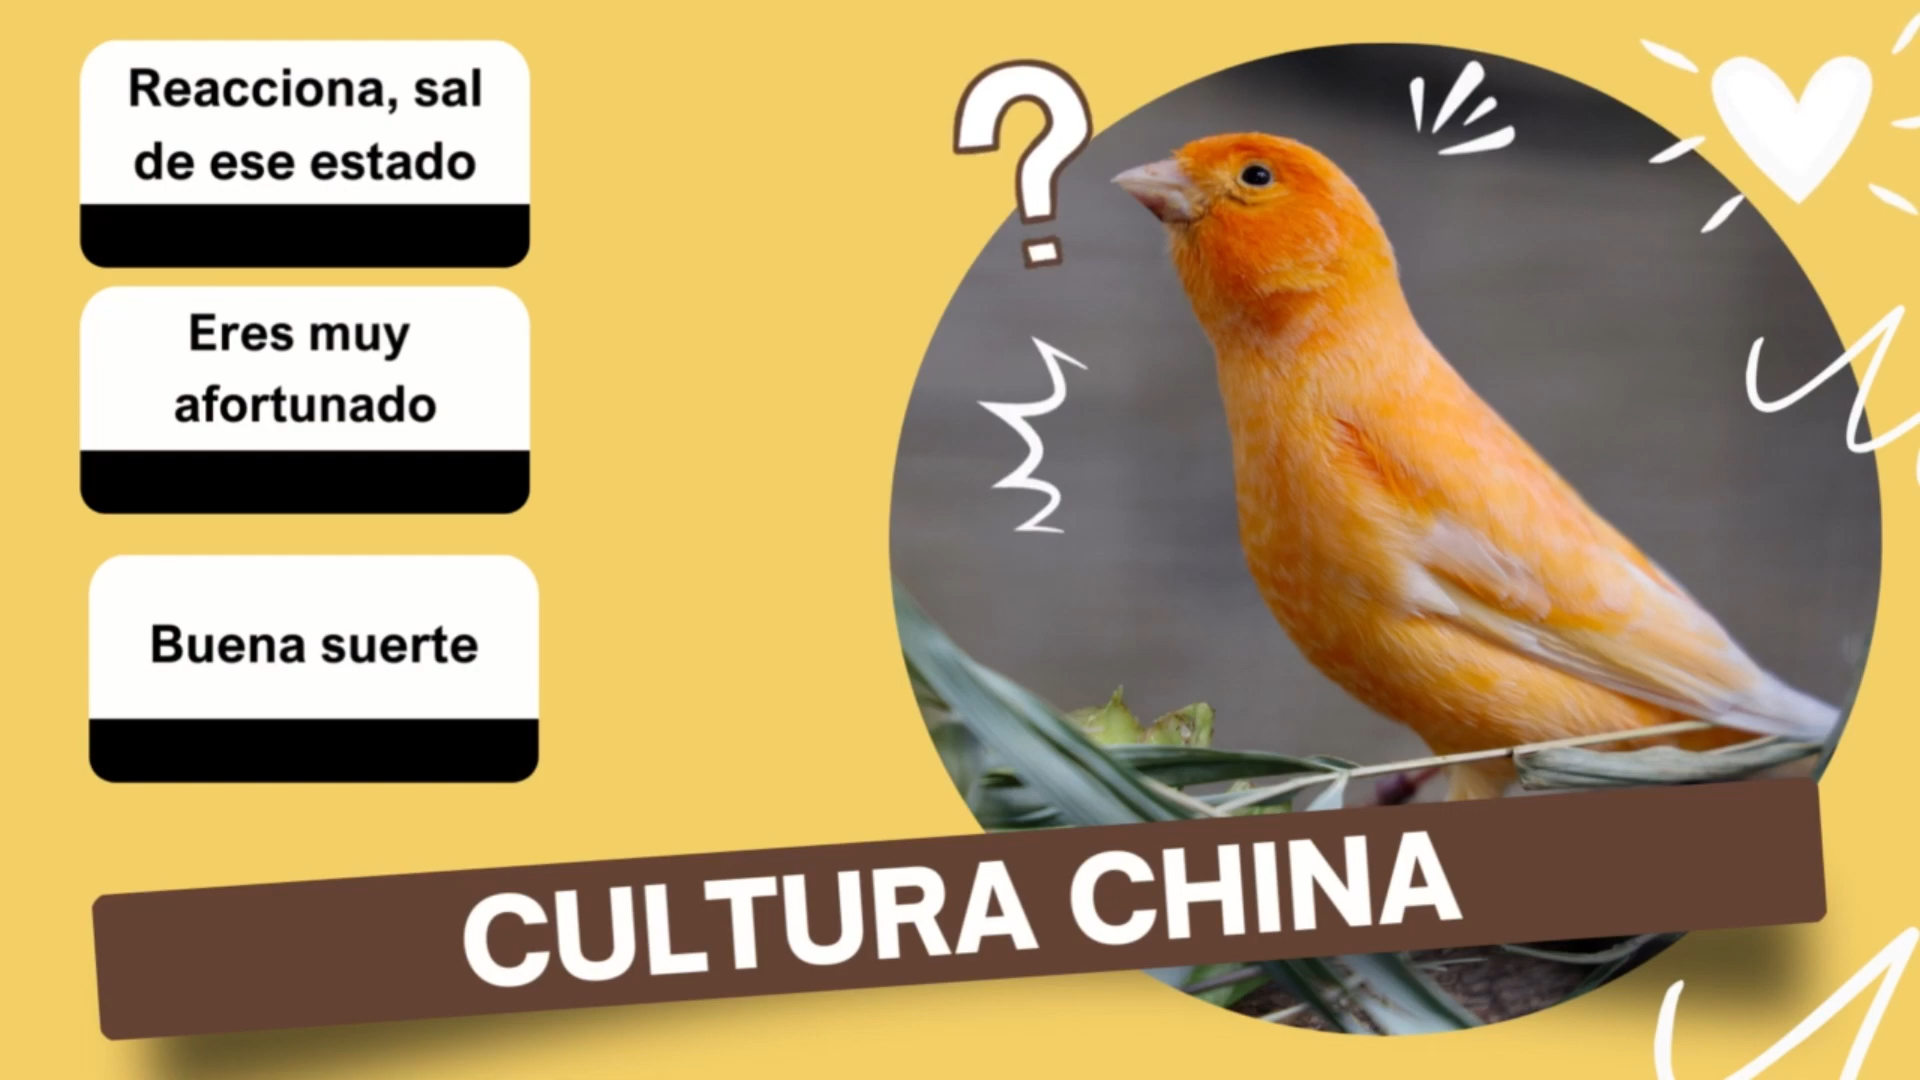 Reacciona, sal
de ese estado
Eres muy
afortunado
Buena suerte
?
CULTURA CHINA